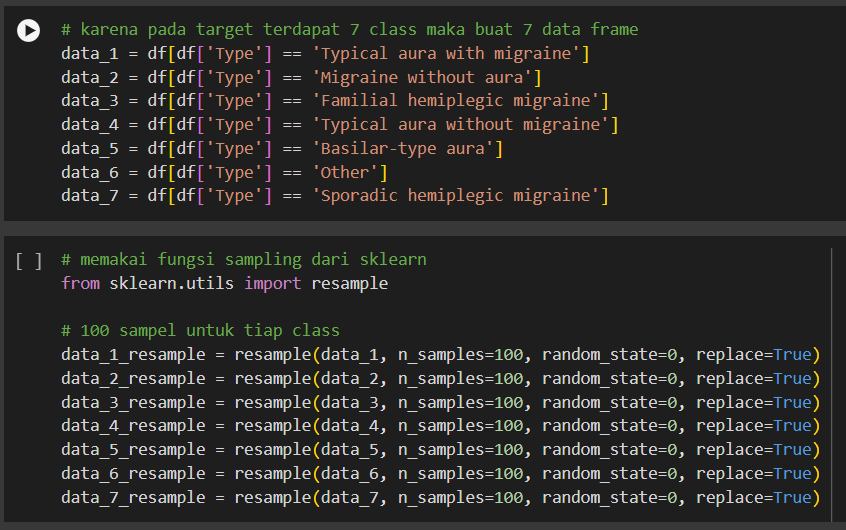 # karena pada target terdapat 7 class maka buat 7 data frame
data_1 = df[df['Type'] == 'Typical aura with migraine']
data_2 = df[df['Type'] == 'Migraine without aura']
data_3 = df[df['Type'] == 'Familial hemiplegic migraine']
data_4 = df[df['Type'] == 'Typical aura without migraine']
data_5 = df[df['Type'] == 'Basilar-type aura']
data_6 = df[df['Type'] == 'Other']
data_7 = df[df['Type'] == 'Sporadic hemiplegic migraine']
[ ] # memakai fungsi sampling dari sklearn
from sklearn.utils import resample
# 100 sampel untuk tiap class
data_1_resample = resample(data_1, n_samples=100, random_state=0, replace=True)
data_2_resample = resample(data_2, n_samples=100, random_state=0, replace=True)
data_3_resample = resample(data_3, n_samples=100, random_state=0, replace=True)
data_4_resample = resample(data_4, n_samples=100, random_state=0, replace=True)
data_5_resample = resample(data_5, n_samples=100, random_state=0, replace=True)
data_6_resample = resample(data_6, n_samples=100, random_state=0, replace=True)
data_7_resample = resample(data_7, n_samples=100, random_state=0, replace=True)